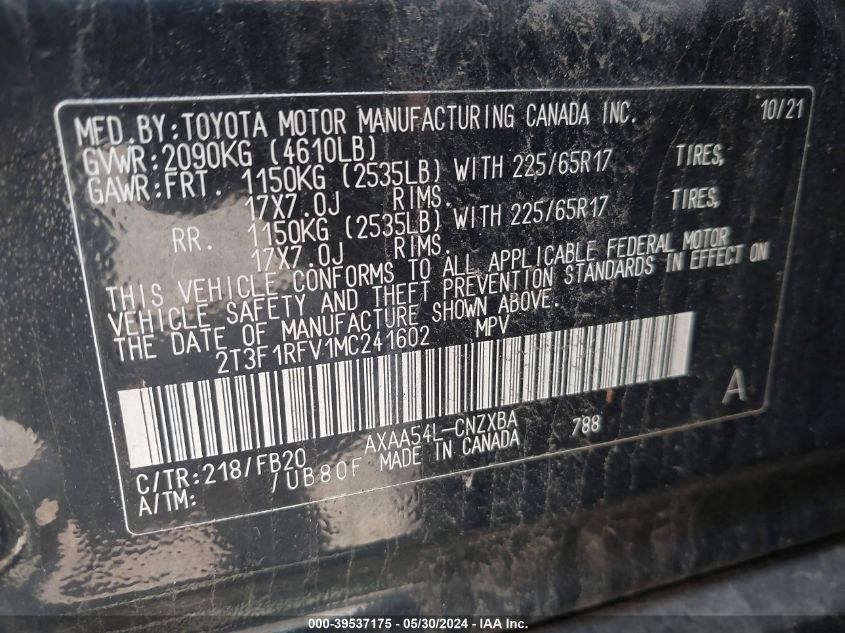 MFD.BY:TOYOTA MOTOR MANUFACTURING CANADA INC. 10/21
GVWR:2090KG (4610LB)
GAWR:FRT. 1150KG (2535LB) WITH 225/65R17 TIRES,
17X7.0J RIMS.
RR. 1150KG (2535LB) WITH 225/65R17 TIRES,
17X7.0J RIMS.
THIS VEHICLE CONFORMS TO ALL APPLICABLE FEDERAL MOTOR
VEHICLE SAFETY AND THEFT PREVENTION STANDARDS IN EFFECT ON
THE DATE OF MANUFACTURE SHOWN ABOVE.
2T3F1RFV1MC241602 MPV
A
C/TR:218/FB20 AXAA54L-CNZXBA 788
A/TM: /UB80F MADE IN CANADA
000-39537175 - 05/30/2024 - IAA Inc.